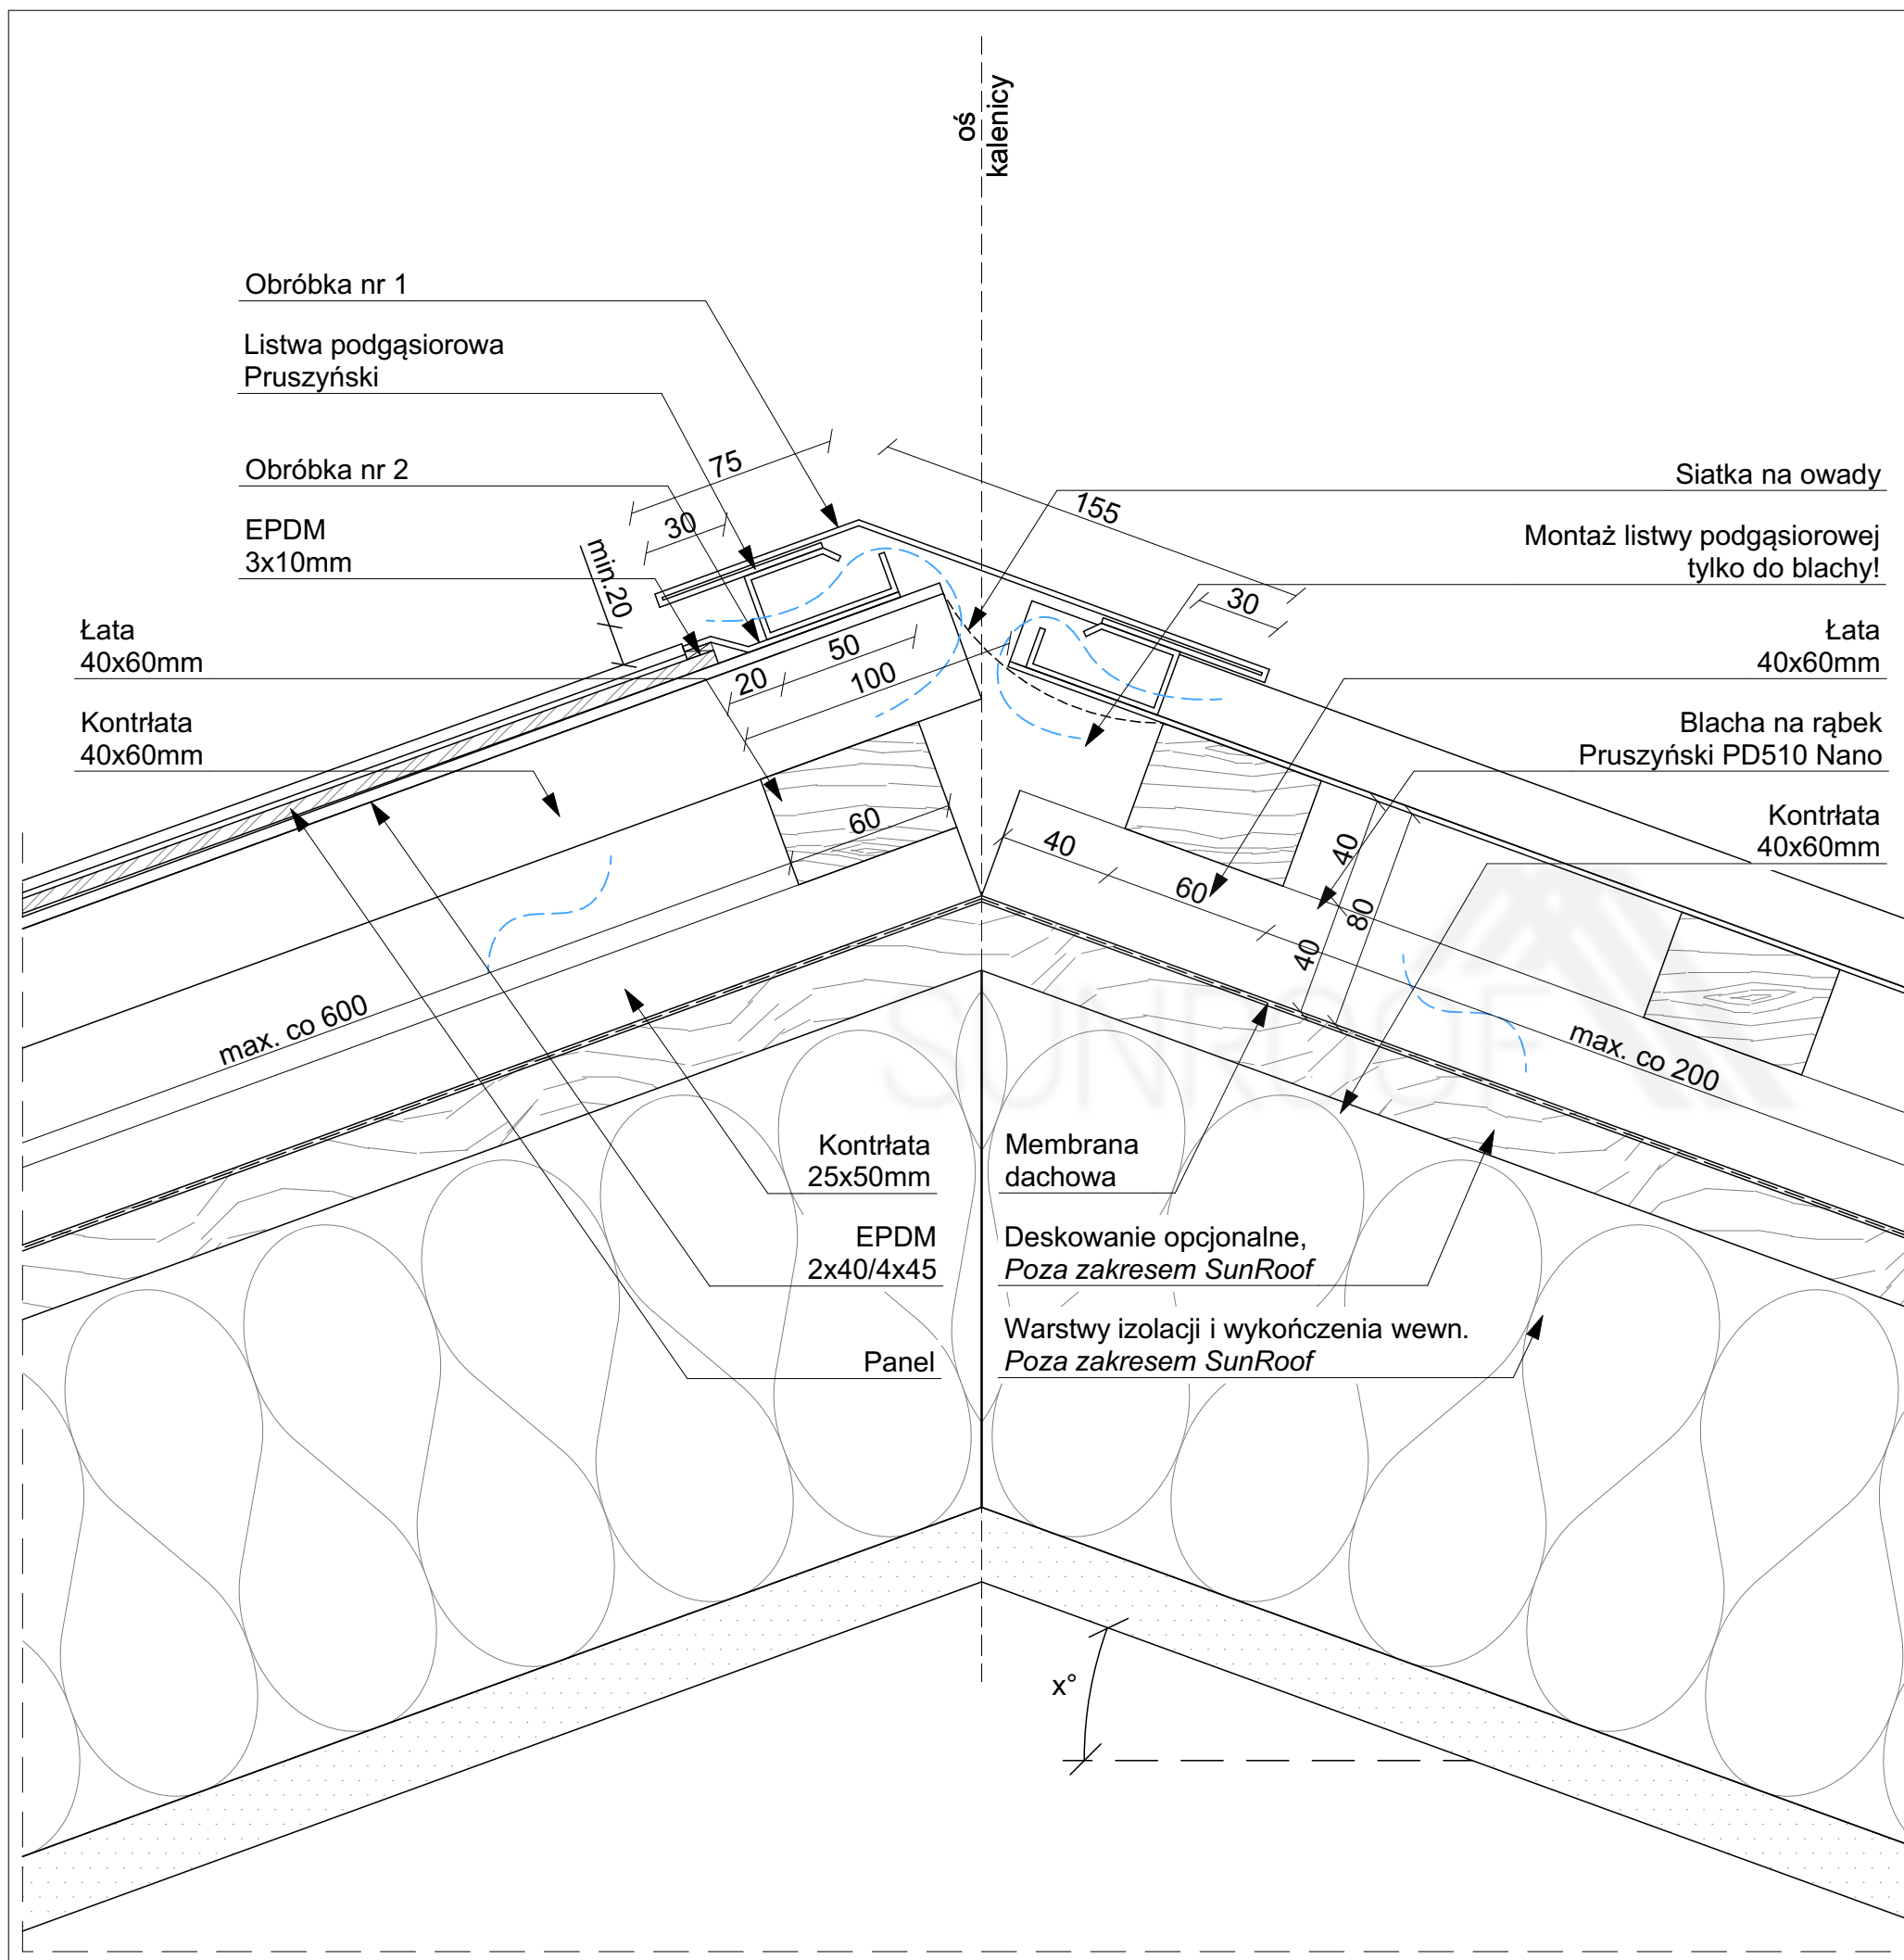 oś
kalenicy
Obróbka nr 1
Listwa podgąsiorowa
Pruszyński
Obróbka nr 2
EPDM
3x10mm
Łata
40x60mm
Kontrłata
40x60mm
75
30
min.20
155
30
Siatka na owady
Montaż listwy podgąsiorowej
tylko do blachy!
Łata
40x60mm
Blacha na rąbek
Pruszyński PD510 Nano
Kontrłata
40x60mm
50
20
100
60
40
60
40
80
40
max. co 600
max. co 200
SUNROOF
Kontrłata
25x50mm
EPDM
2x40/4x45
Panel
Membrana
dachowa
Deskowanie opcjonalne,
Poza zakresem SunRoof
Warstwy izolacji i wykończenia wewn.
Poza zakresem SunRoof
x°